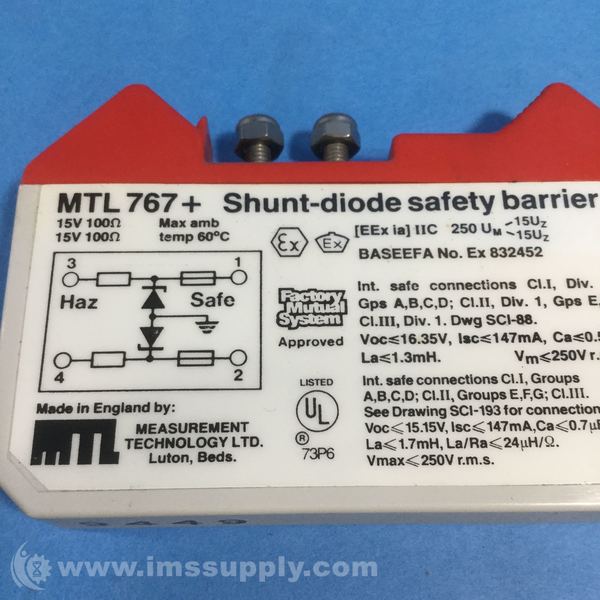 MTL 767+ Shunt-diode safety barrier
15V 100Ω Max amb
15V 100Ω temp 60°C
Ex Ex [EEx ia] IIC 250 UM 15UZ
15UZ
BASEEFA No. Ex 832452
3 1
Haz Safe
4 2
Factory
Mutual
System
Approved
Int. safe connections Cl.I, Div.
Gps A,B,C,D; Cl.II, Div. 1, Gps E,
Cl.III, Div. 1. Dwg SCI-88.
Voc≤16.35V, Isc≤147mA, Ca≤0.5
La≤1.3mH. Vm≤250V r.
LISTED
UL
®
73P6
Int. safe connections Cl.I, Groups
A,B,C,D; Cl.II, Groups E,F,G; Cl.III.
See Drawing SCI-193 for connection
Voc≤15.15V, Isc≤147mA, Ca≤0.7μF
La≤1.7mH, La/Ra≤24μH/Ω.
Vmax≤250V r.m.s.
Made in England by:
MTL
MEASUREMENT
TECHNOLOGY LTD.
Luton, Beds.
www.imssupply.com